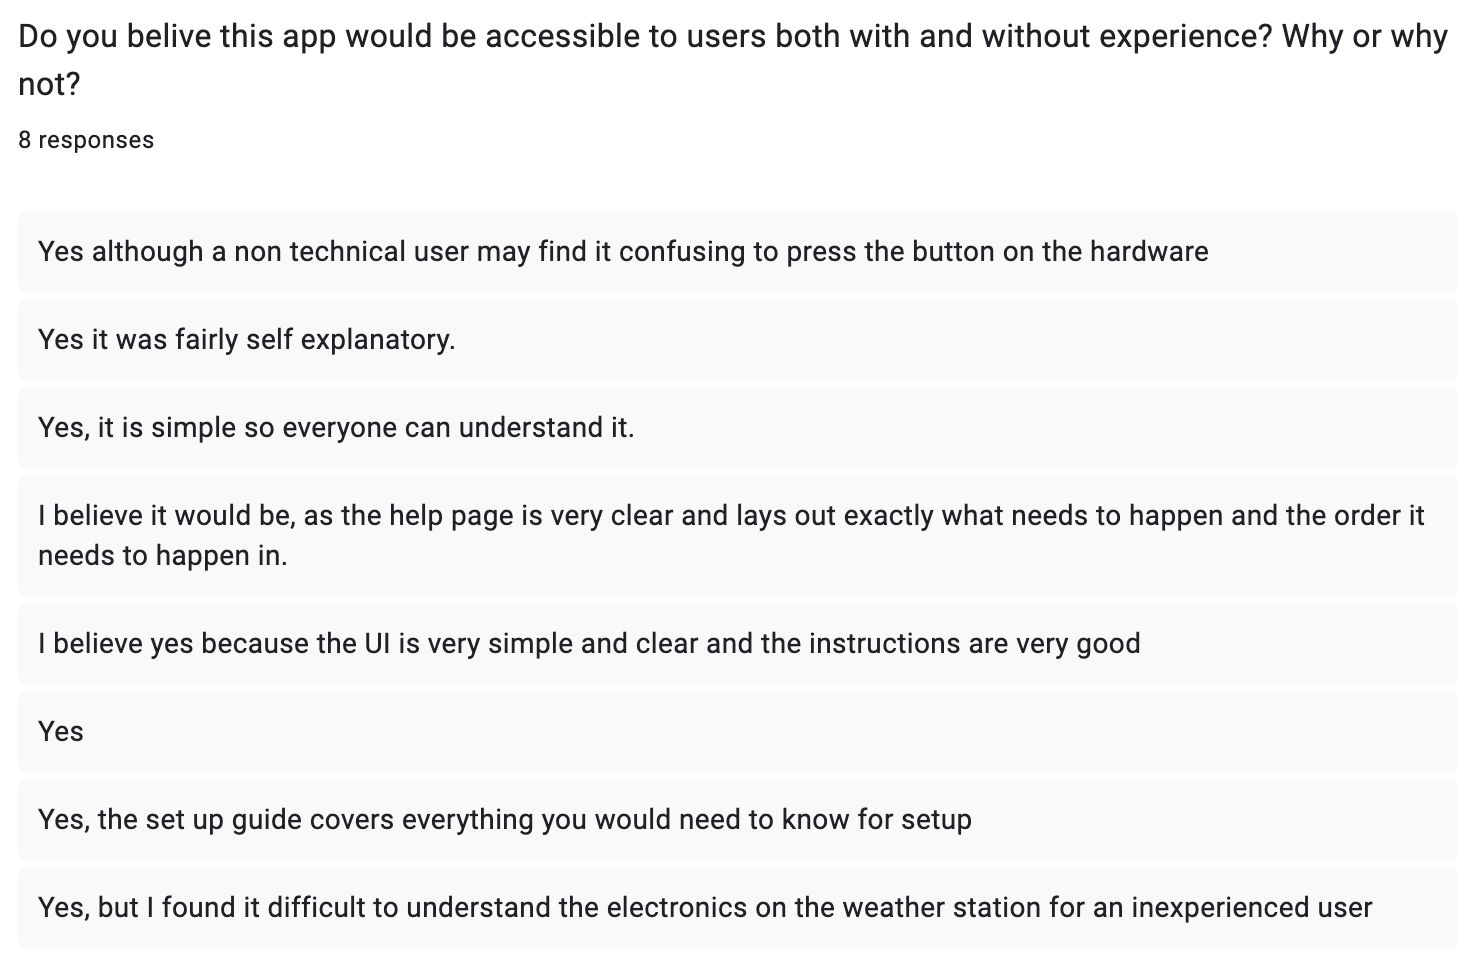 Do you belive this app would be accessible to users both with and without experience? Why or why
not?
8 responses
Yes although a non technical user may find it confusing to press the button on the hardware
Yes it was fairly self explanatory.
Yes, it is simple so everyone can understand it.
I believe it would be, as the help page is very clear and lays out exactly what needs to happen and the order it
needs to happen in.
I believe yes because the UI is very simple and clear and the instructions are very good
Yes
Yes, the set up guide covers everything you would need to know for setup
Yes, but I found it difficult to understand the electronics on the weather station for an inexperienced user